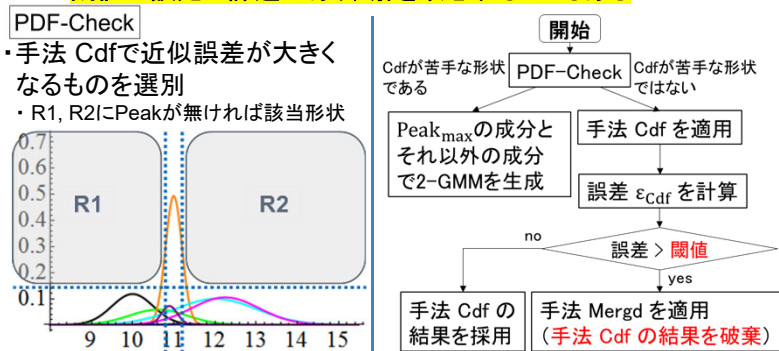 PDF-Check
・手法 Cdfで近似誤差が大きく
なるものを選別
・R1, R2にPeakが無ければ該当形状
0.7
0.6
0.5
0.4
0.3
0.2
0.1
R1
R2
9 10 11 12 13 14 15
開始
Cdfが苦手な形状
である
PDF-Check
Cdfが苦手な形状
ではない
Peakmaxの成分と
それ以外の成分
で2-GMMを生成
手法 Cdf を適用
誤差 εCdf を計算
no
誤差 > 閾値
yes
手法 Cdf の
結果を採用
手法 Mergd を適用
(手法 Cdf の結果を破棄)